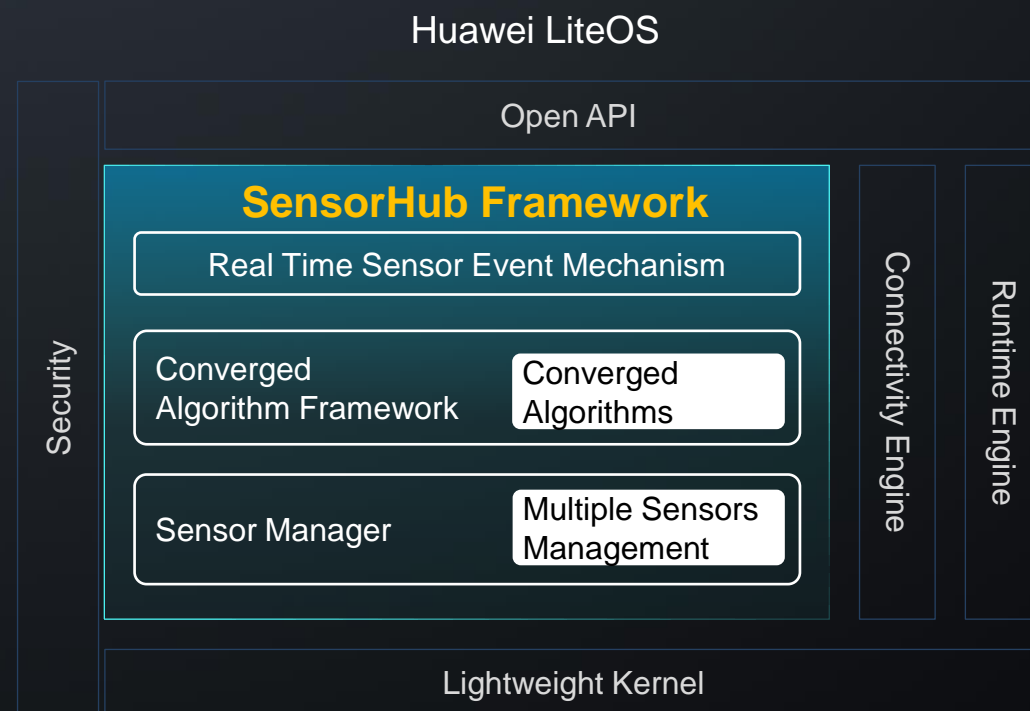 Huawei LiteOS
Open API
Security
SensorHub Framework
Real Time Sensor Event Mechanism
Converged
Algorithm Framework
Converged
Algorithms
Sensor Manager
Multiple Sensors
Management
Connectivity Engine
Runtime Engine
Lightweight Kernel